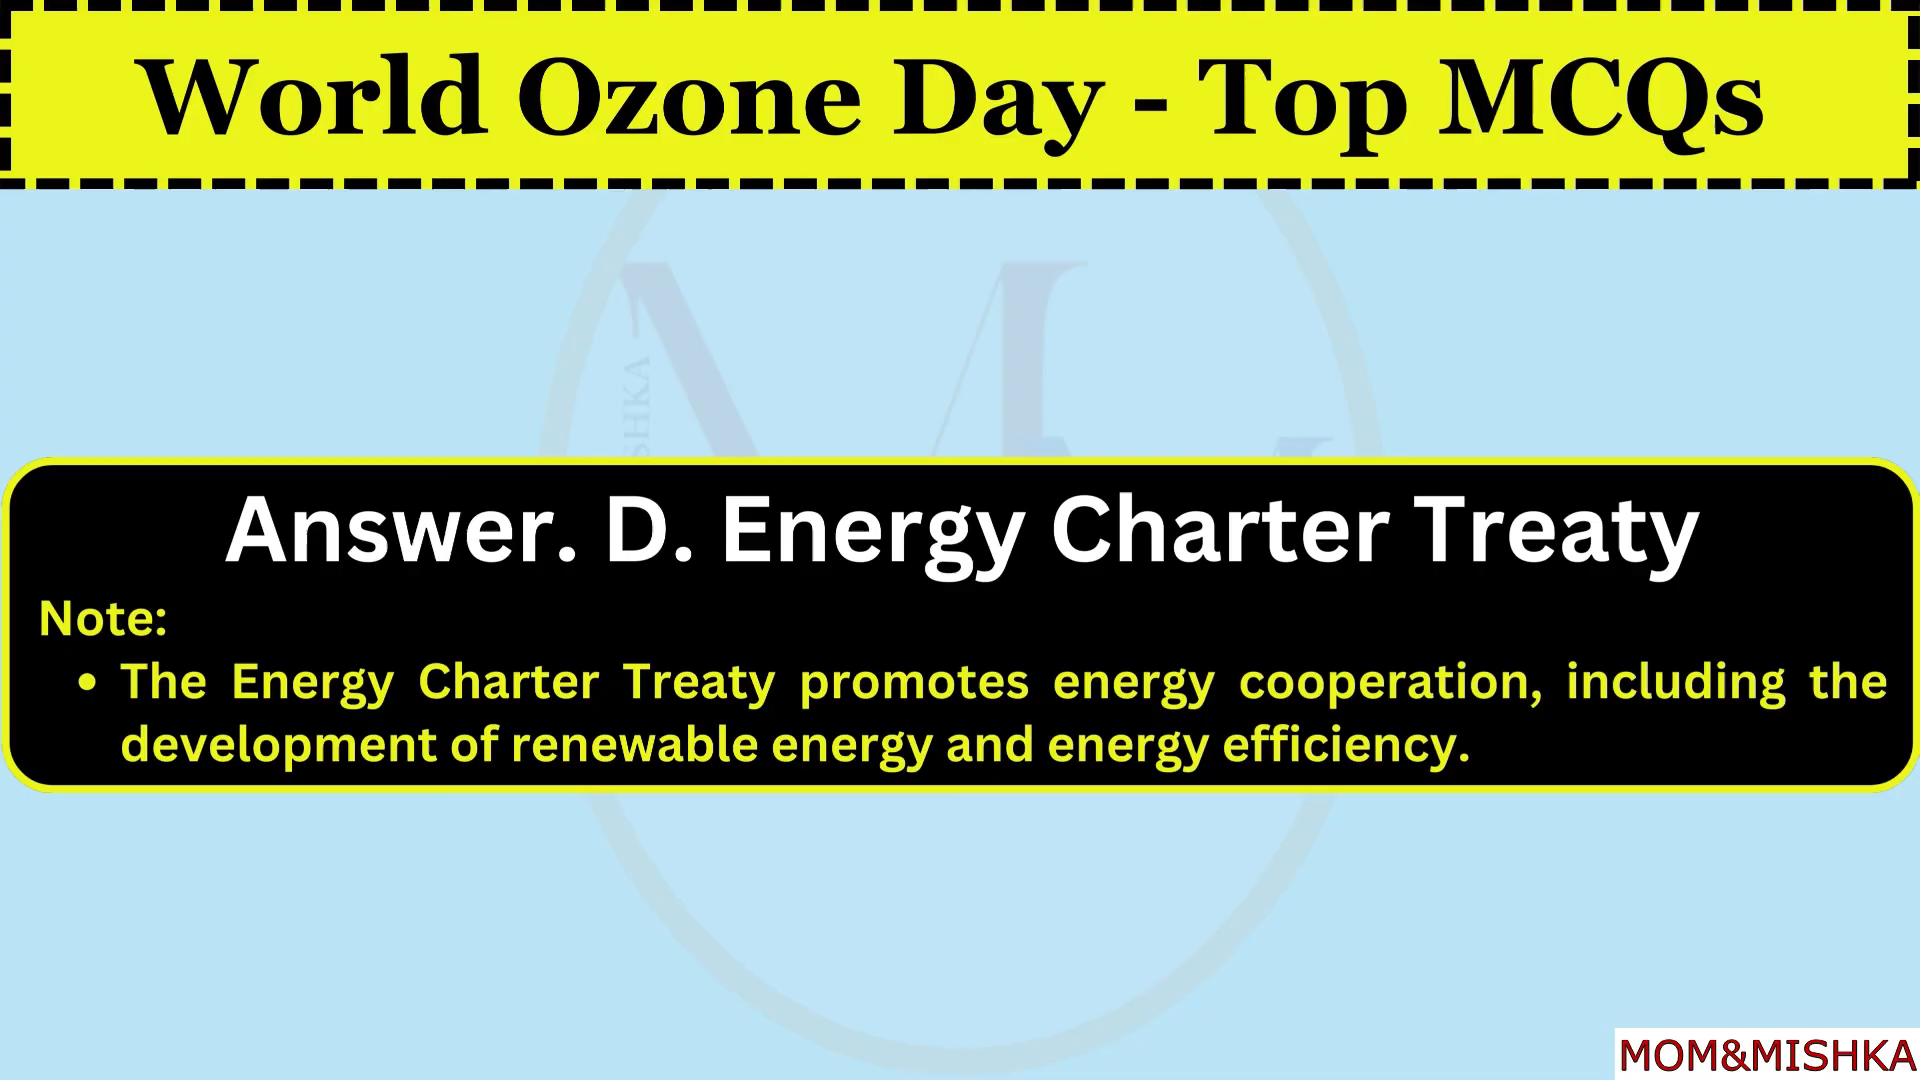 World Ozone Day - Top MCQs
SHKA
Answer. D. Energy Charter Treaty
Note:
• The Energy Charter Treaty promotes energy cooperation, including the
development of renewable energy and energy efficiency.
MOM&MISHKA